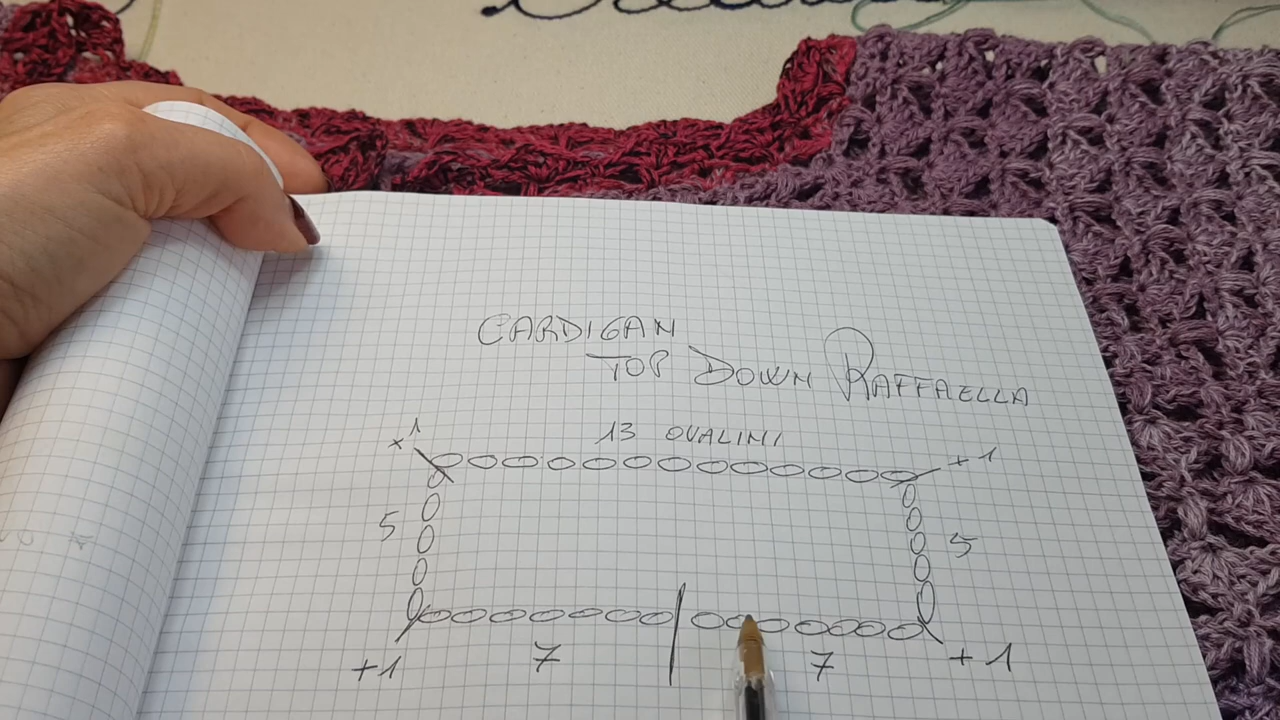 CARDIGAN
TOP DOWN RAFFAELLA
+1 13 OVALINI +1
5 5
+1 7 7 +1